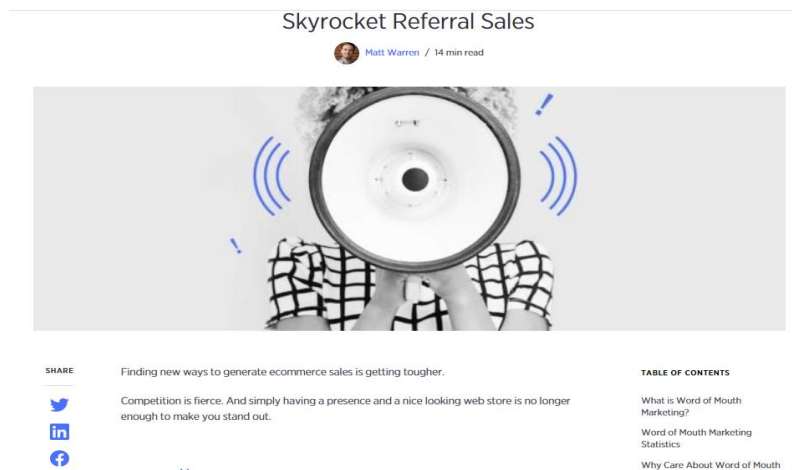 Skyrocket Referral Sales
Matt Warren / 14 min read
SHARE
Finding new ways to generate ecommerce sales is getting tougher.
Competition is fierce. And simply having a presence and a nice looking web store is no longer
enough to make you stand out.
TABLE OF CONTENTS
What is Word of Mouth
Marketing?
Word of Mouth Marketing
Statistics
Why Care About Word of Mouth